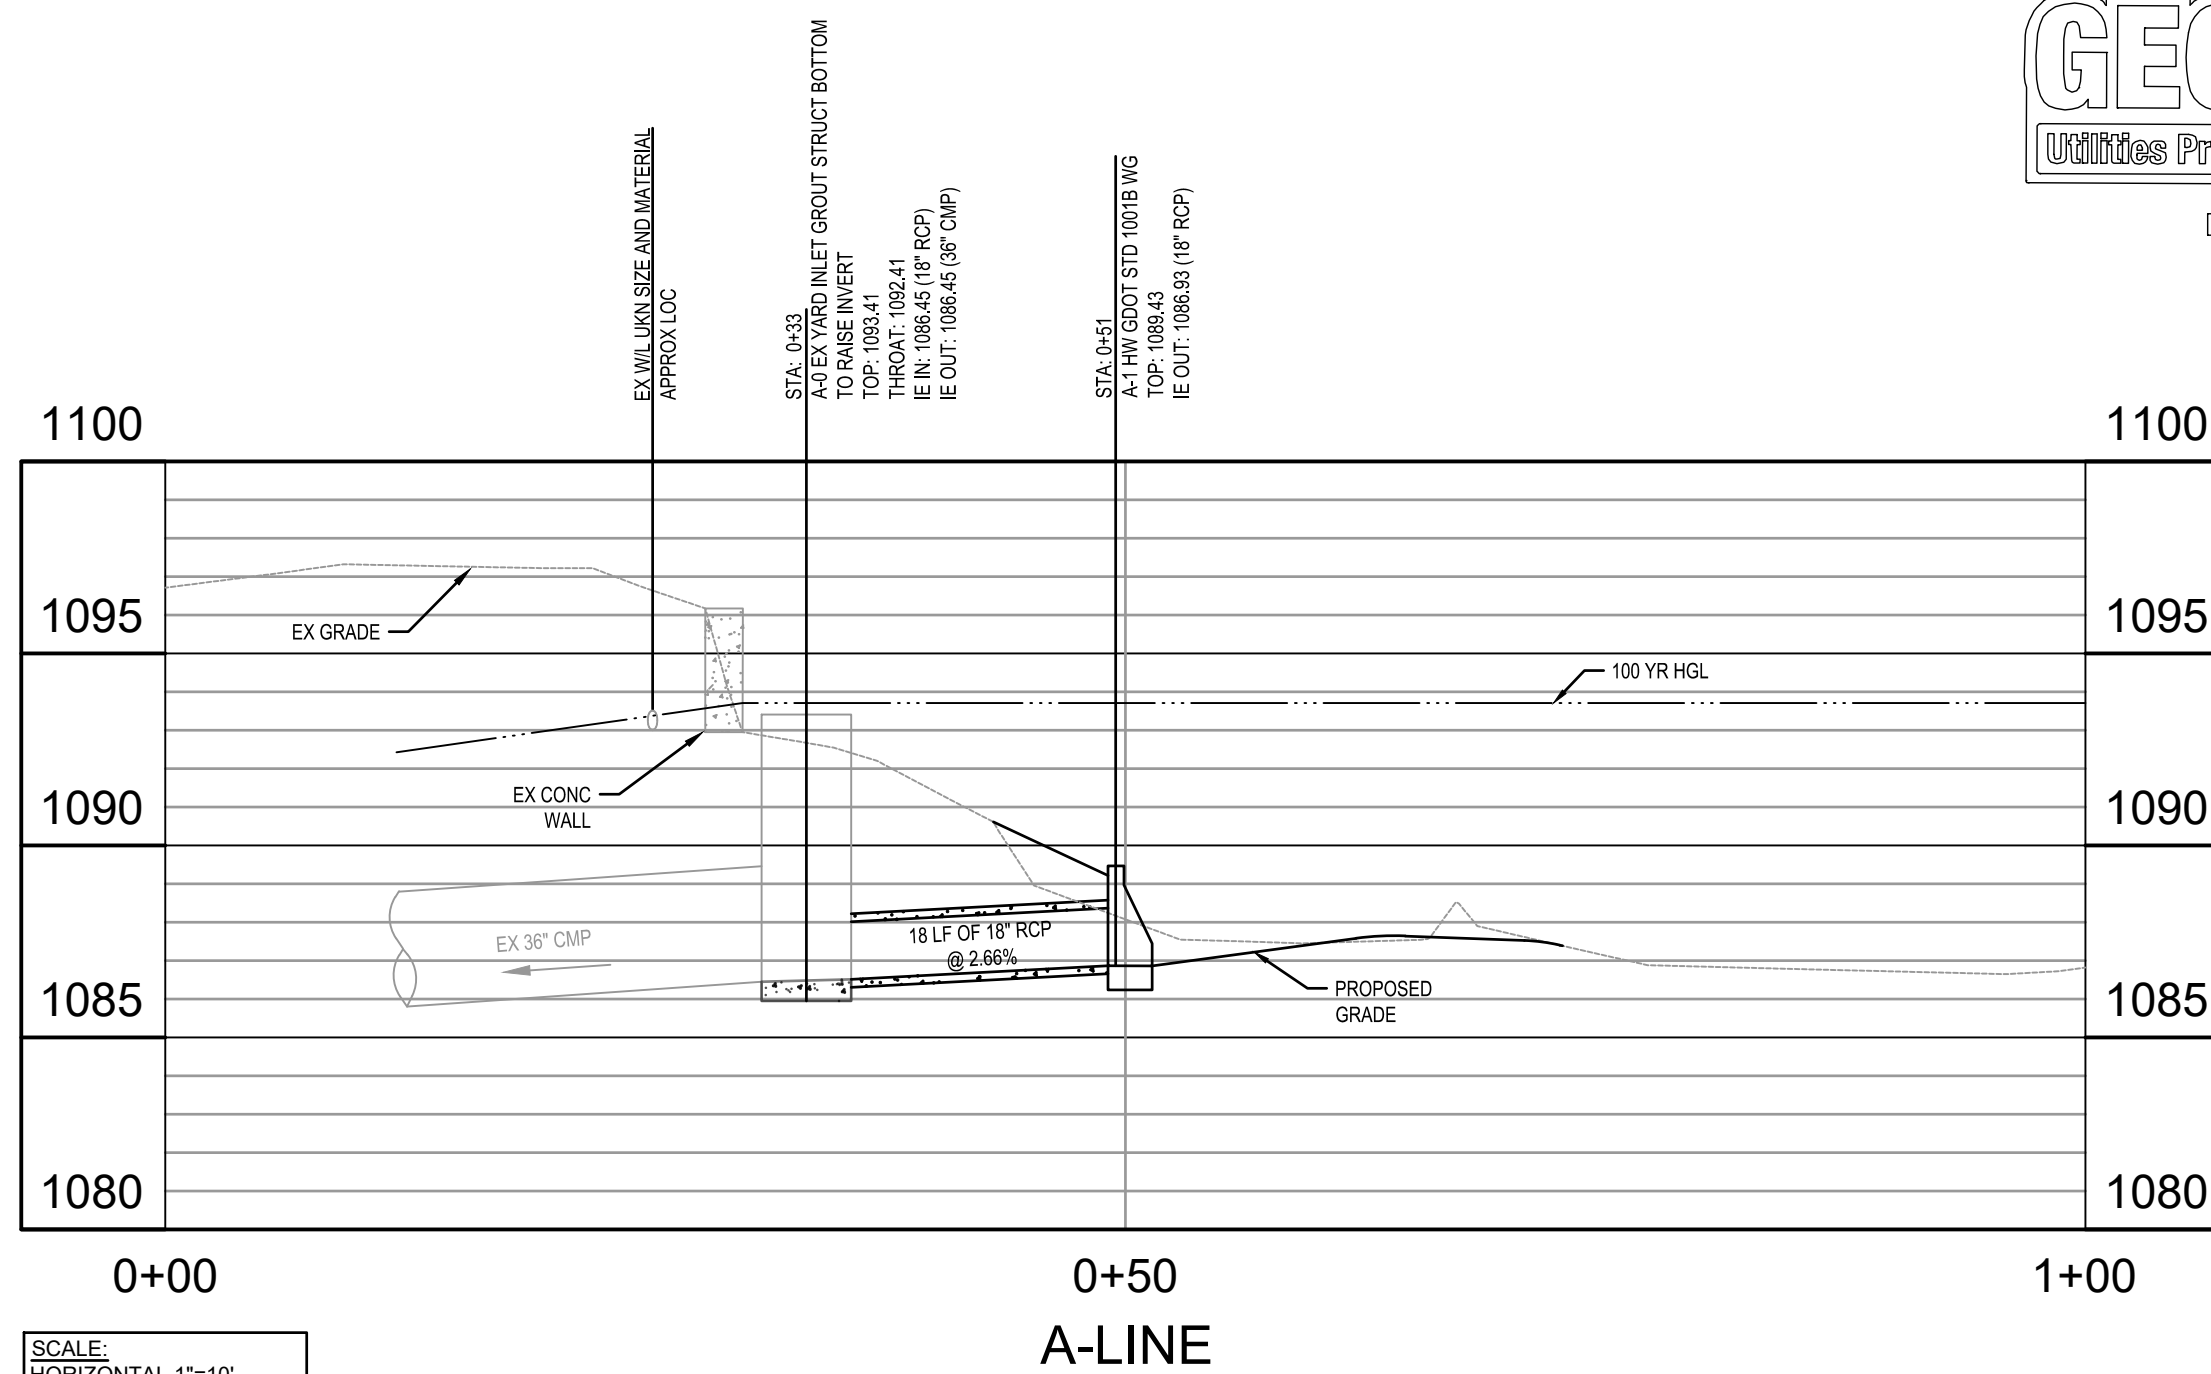 Utilities
EX W/L UKN SIZE AND MATERIAL
APPROX LOC
STA: 0+33
A-0 EX YARD INLET GROUT STRUCT BOTTOM
TO RAISE INVERT
TOP: 1093.41
THROAT: 1092.41
IE IN: 1086.45 (18" RCP)
IE OUT: 1086.45 (36" CMP)
STA: 0+51
A-1 HW GDOT STD 1001B WG
TOP: 1089.43
IE OUT: 1086.93 (18" RCP)
1100
1100
1095
1095
EX GRADE
100 YR HGL
EX CONC
WALL
1090
1090
EX 36" CMP
18 LF OF 18" RCP
@ 2.66%
PROPOSED
GRADE
1085
1085
1080
1080
0+00
0+50
1+00
A-LINE
SCALE:
HORIZONTAL 1"=10'